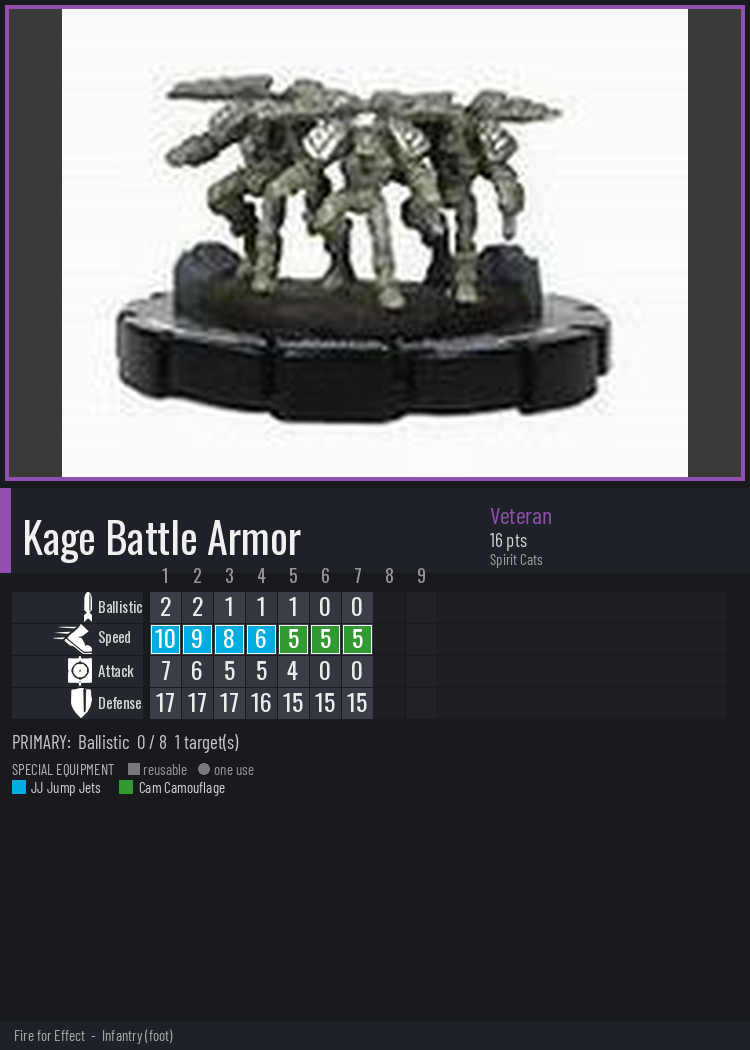 Kage Battle Armor
Veteran
16 pts
Spirit Cats
1 2 3 4 5 6 7 8 9
Ballistic 2 2 1 1 1 0 0
Speed 10 9 8 6 5 5 5
Attack 7 6 5 5 4 0 0
Defense 17 17 17 16 15 15 15
PRIMARY: Ballistic 0 / 8 1 target(s)
SPECIAL EQUIPMENT reusable one use
JJ Jump Jets Cam Camouflage
Fire for Effect - Infantry (foot)